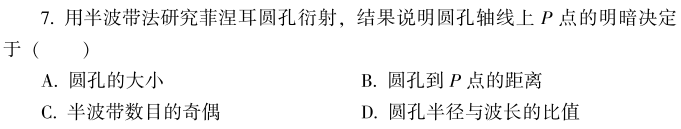 7. 用半波带法研究菲涅耳圆孔衍射，结果说明圆孔轴线上 P 点的明暗决定
于（　　）
A. 圆孔的大小　　B. 圆孔到 P 点的距离
C. 半波带数目的奇偶　　D. 圆孔半径与波长的比值